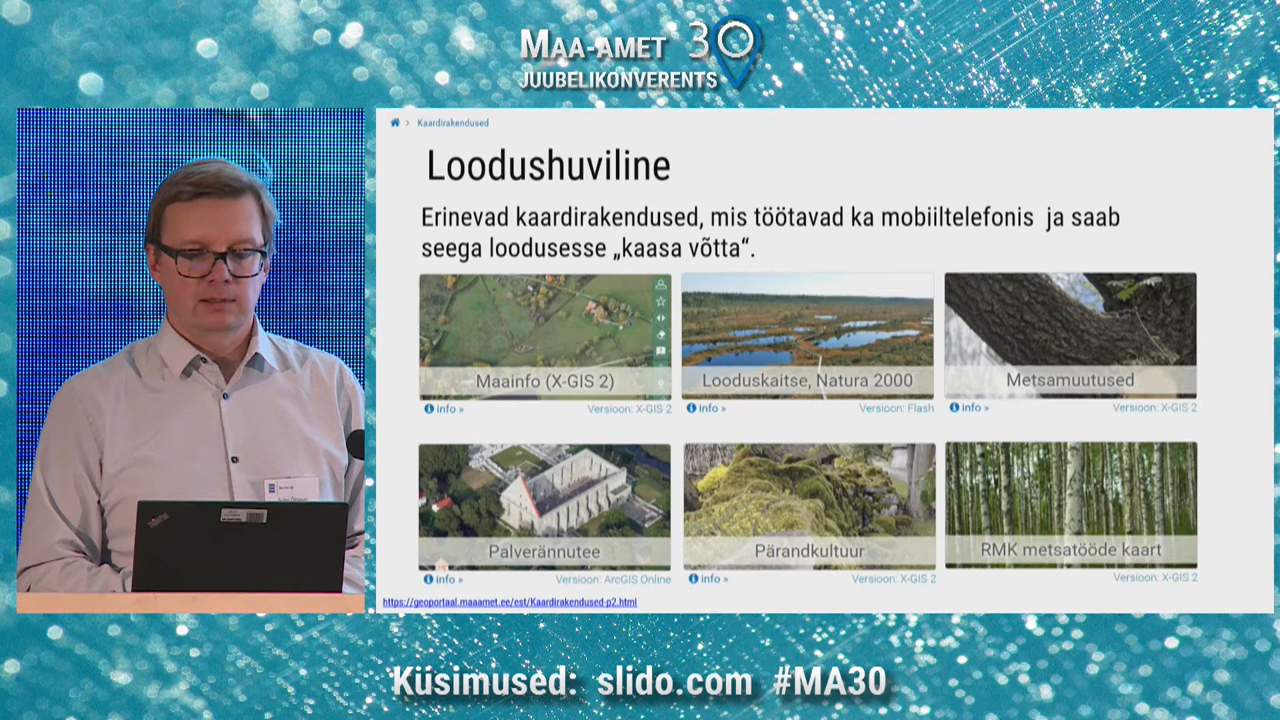 MAA-AMET 30
JUUBELIKONVERENTS
Kaardirakendused
Loodushuviline
Erinevad kaardirakendused, mis töötavad ka mobiiltelefonis ja saab
seega loodusesse „kaasa võtta“.
Maainfo (X-GIS 2)
info »
Versioon: X-GIS 2
Looduskaitse, Natura 2000
info »
Versioon: Flash
Metsamuutused
info »
Versioon: X-GIS 2
Palverännutee
info »
Versioon: ArcGIS Online
Pärandkultuur
info »
Versioon: X-GIS 2
RMK metsatööde kaart
Versioon: X-GIS 2
https://geoportaal.maaamet.ee/est/Kaardirakendused-p2.html
ThinkPad
Küsimused: slido.com #MA30